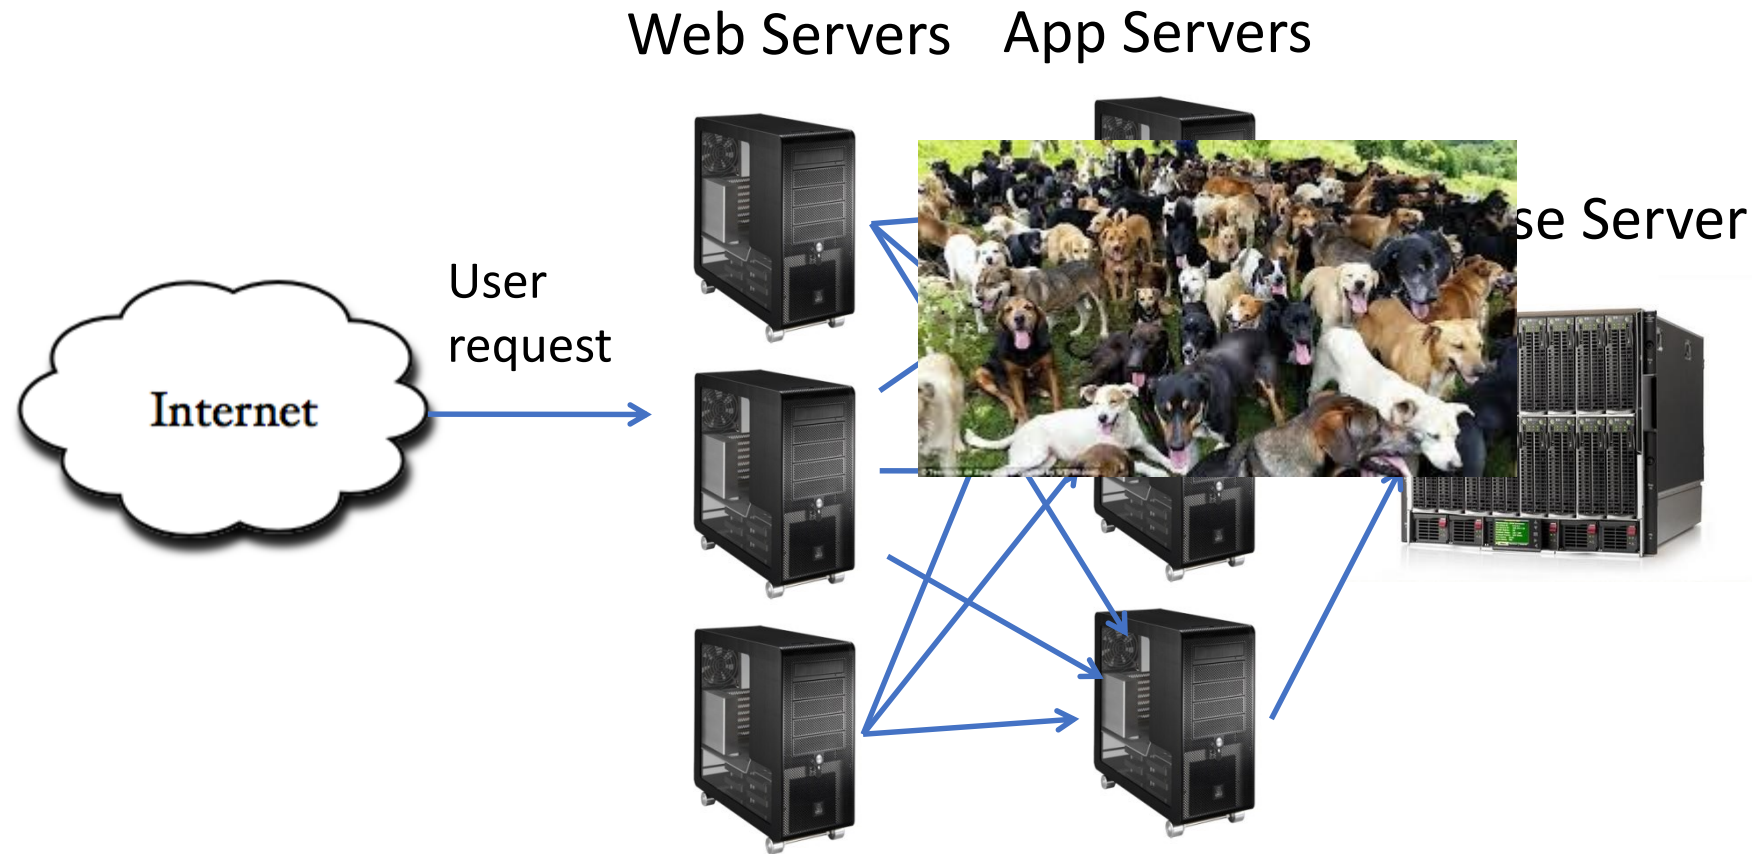 Web Servers
App Servers
se Server
User
request
Internet